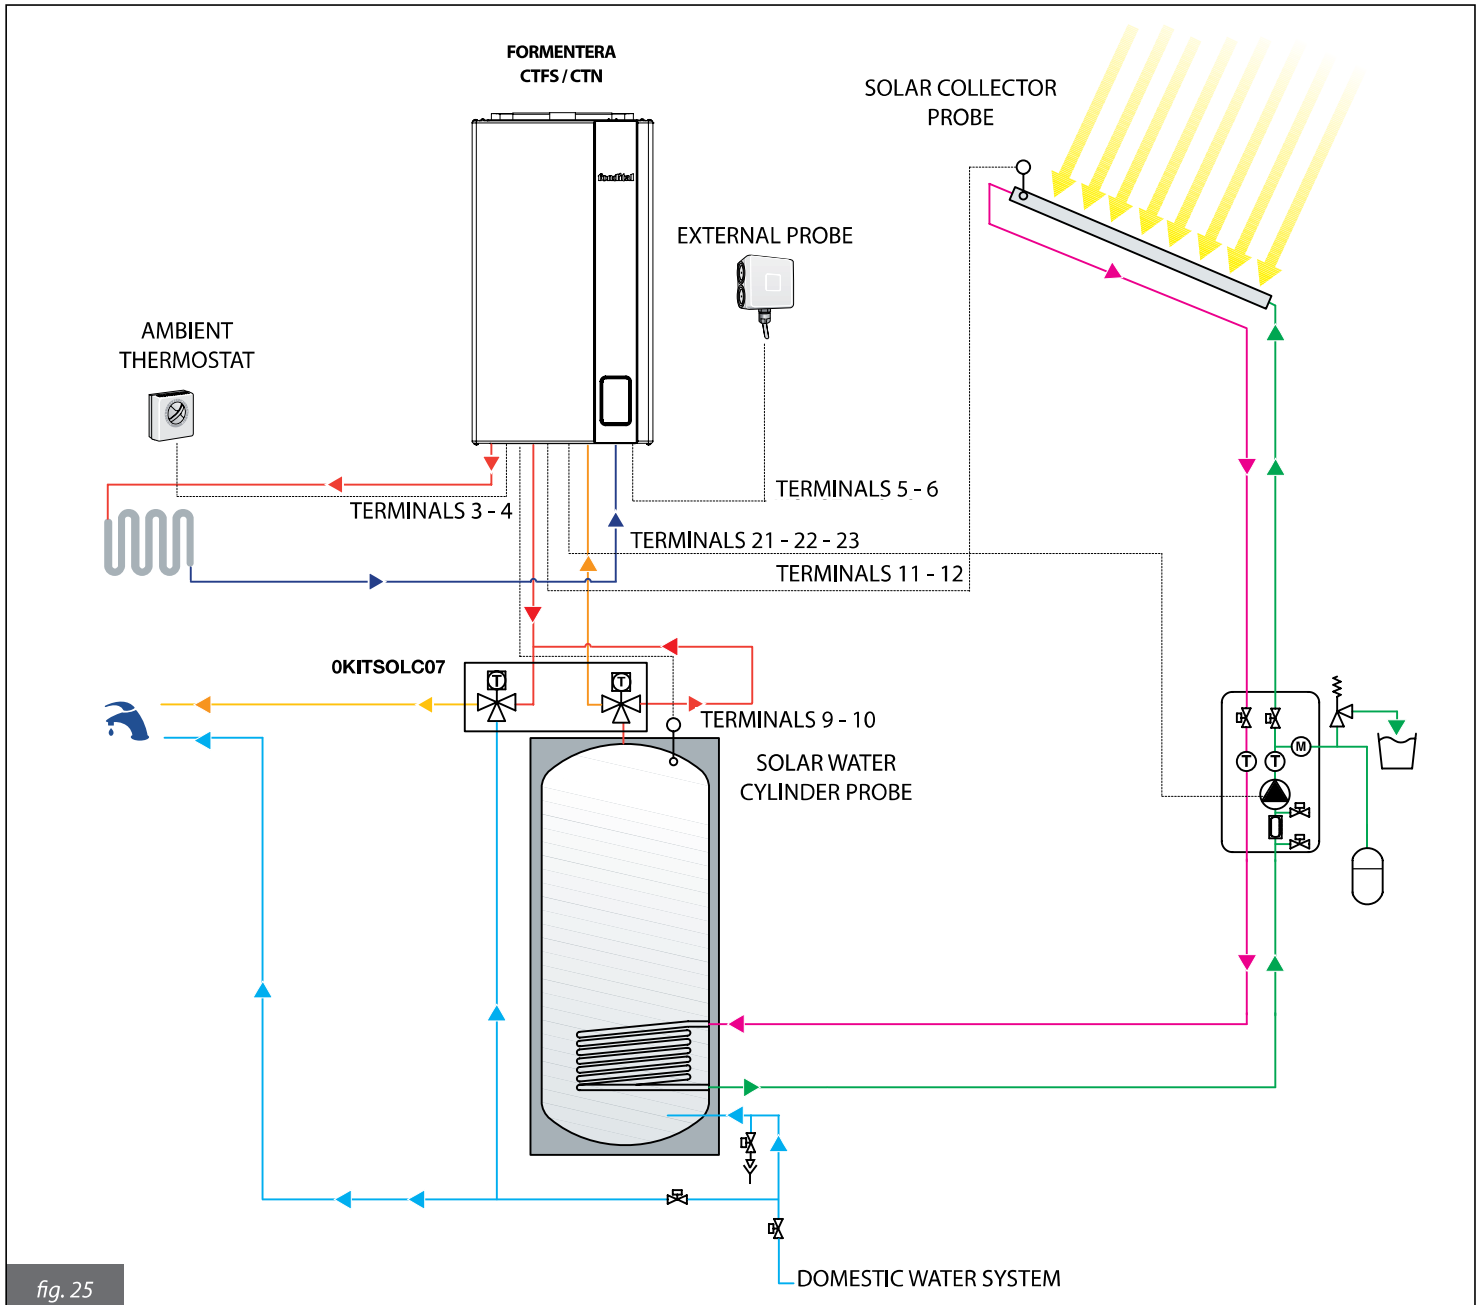 FORMENTERA
CTFS / CTN
SOLAR COLLECTOR
PROBE
fondital
EXTERNAL PROBE
AMBIENT
THERMOSTAT
TERMINALS 5 - 6
TERMINALS 3 - 4
TERMINALS 21 - 22 - 23
TERMINALS 11 - 12
0KITSOLC07
T
T
TERMINALS 9 - 10
SOLAR WATER
CYLINDER PROBE
M
T
T
DOMESTIC WATER SYSTEM
fig. 25